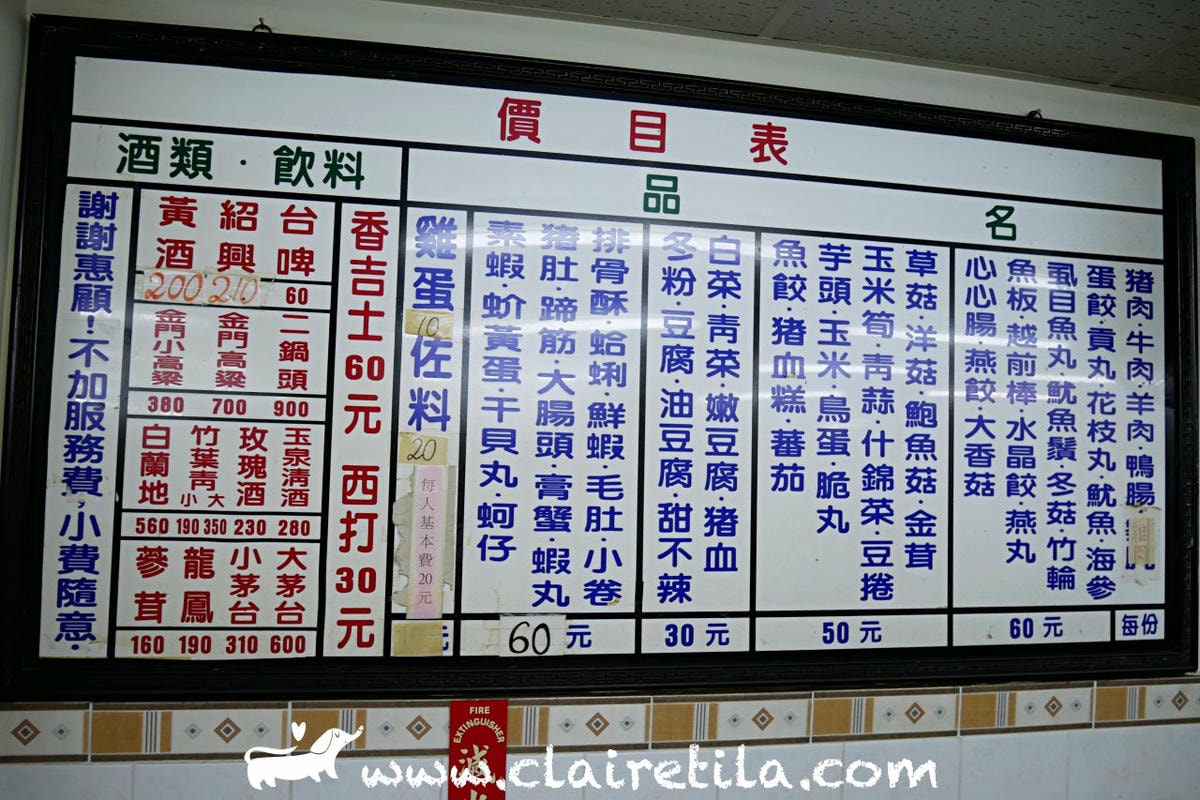 價目表
品名
豬肉·牛肉·羊肉·鴨腸
蛋餃·貢丸·花枝丸·魷魚·海參
虱目魚丸·魷魚鬚·冬菇·竹輪
魚板·越前棒·水晶餃·燕丸
心心腸·燕餃·大香菇
每份
60元
草菇·洋菇·鮑魚菇·金茸
玉米筍·青蒜·什錦菜·豆捲
芋頭·玉米·鳥蛋·脆丸
魚餃·豬血糕·蕃茄
50元
白菜·青菜·嫩豆腐·豬血
冬粉·豆腐·油豆腐·甜不辣
30元
排骨酥·蛤蜊·鮮蝦·毛肚·小卷
豬肚·蹄筋·大腸頭·膏蟹·蝦丸
素蝦·蚧黃蛋·干貝丸·蚵仔
60元
雞蛋10
佐料20
每人基本費20元
元
酒類·飲料
香吉士60元 西打30元
台啤
60
紹興
210
黃酒
200
二鍋頭
900
金門高粱
700
金門小高粱
380
玉泉清酒
280
玫瑰酒
230
竹葉青
小大
190 350
白蘭地
560
大茅台
600
小茅台
310
龍鳳
190
蔘茸
160
謝謝惠顧！不加服務費，小費隨意．
FIRE
EXTINGUISHER
滅
www.clairetila.com